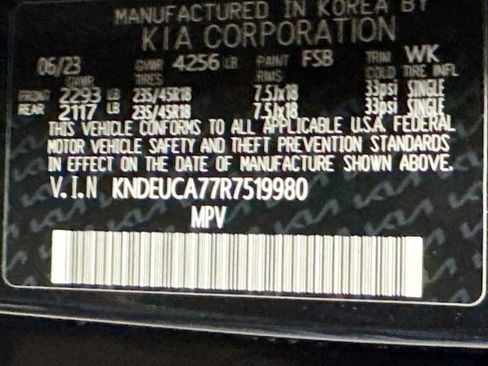 MANUFACTURED IN KOREA BY
KIA CORPORATION
06/23 GVWR 4256 LB PAINT FSB TRIM WK
GAWR TIRES RIMS COLD TIRE INFL
FRONT 2293 LB 235/45R18 7.5Jx18 33psi SINGLE
REAR 2117 LB 235/45R18 7.5Jx18 33psi SINGLE
THIS VEHICLE CONFORMS TO ALL APPLICABLE U.S.A. FEDERAL
MOTOR VEHICLE SAFETY AND THEFT PREVENTION STANDARDS
IN EFFECT ON THE DATE OF MANUFACTURE SHOWN ABOVE.
V.I.N KNDEUCA77R7519980
MPV